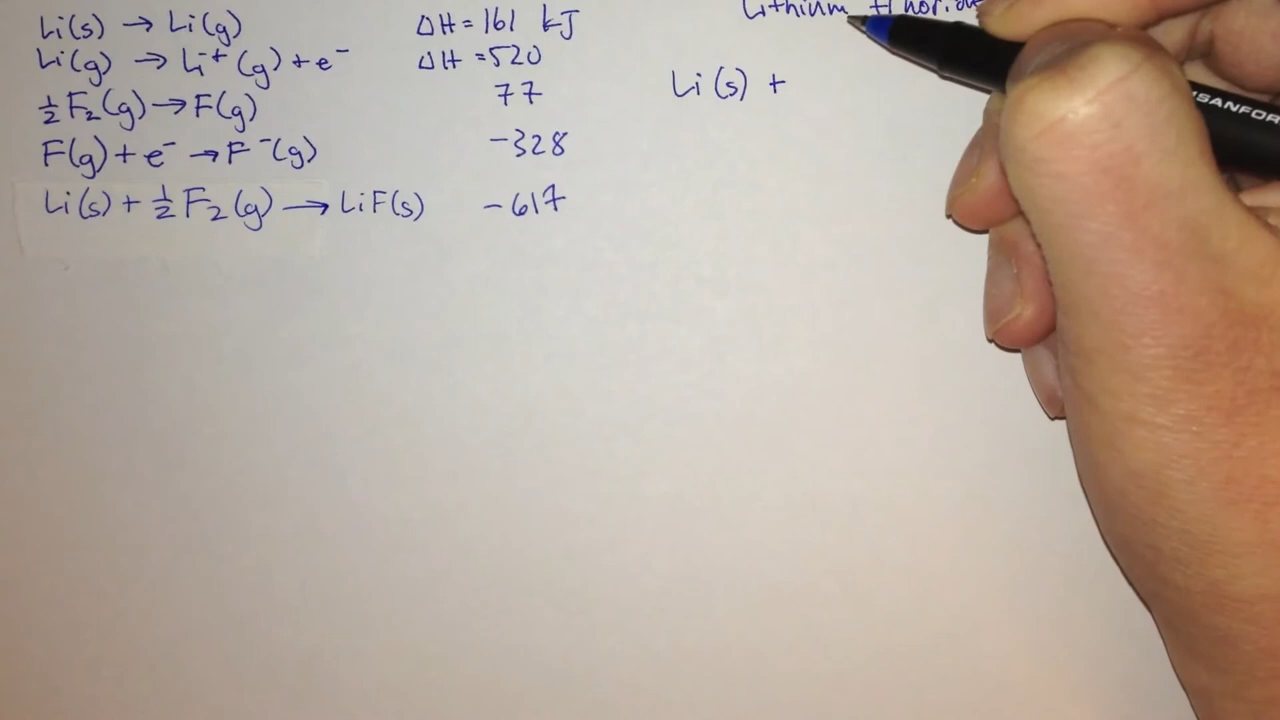 Li(s) → Li(g) ΔH = 161 kJ
Li(g) → Li⁺(g) + e⁻ ΔH = 520
½F₂(g) → F(g) 77
F(g) + e⁻ → F⁻(g) -328
Li(s) + ½F₂(g) → LiF(s) -617
Lithium
Li(s) +
SANFOR